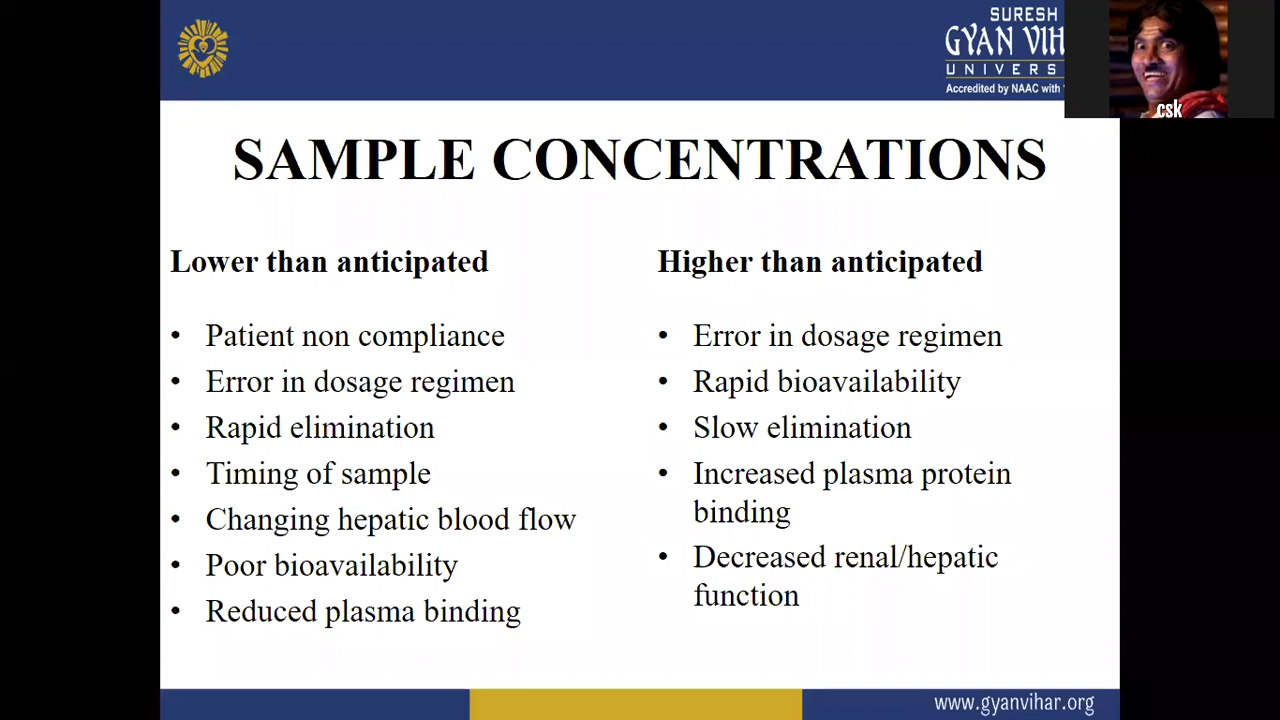 SURESH
GYAN VIH
UNIVERS
Accredited by NAAC with
csk
SAMPLE CONCENTRATIONS
Lower than anticipated
• Patient non compliance
• Error in dosage regimen
• Rapid elimination
• Timing of sample
• Changing hepatic blood flow
• Poor bioavailability
• Reduced plasma binding
Higher than anticipated
• Error in dosage regimen
• Rapid bioavailability
• Slow elimination
• Increased plasma protein
binding
• Decreased renal/hepatic
function
www.gyanvihar.org